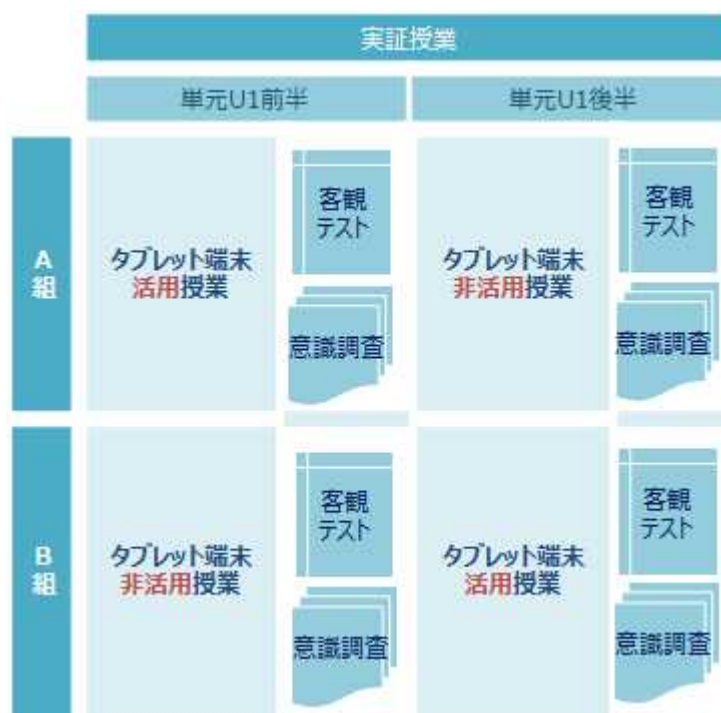 実証授業
単元U1前半
単元U1後半
A
組
タブレット端末
活用授業
客観
テスト
意識調査
タブレット端末
非活用授業
客観
テスト
意識調査
B
組
タブレット端末
非活用授業
客観
テスト
意識調査
タブレット端末
活用授業
客観
テスト
意識調査